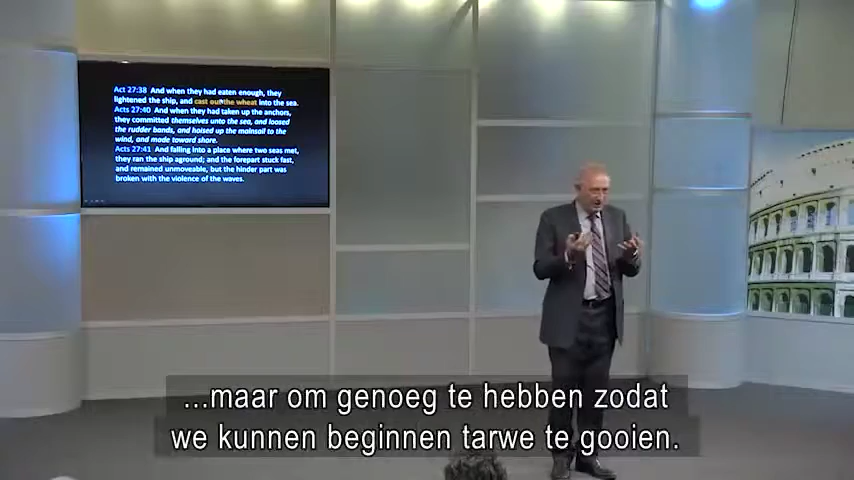 Act 27:38 And when they had eaten enough, they
lightened the ship, and cast out the wheat into the sea.
Acts 27:40 And when they had taken up the anchors,
they committed themselves unto the sea, and loosed
the rudder bands, and hoised up the mainsail to the
wind, and made toward shore.
Acts 27:41 And falling into a place where two seas met,
they ran the ship aground; and the forepart stuck fast,
and remained unmoveable, but the hinder part was
broken with the violence of the waves.
...maar om genoeg te hebben zodat
we kunnen beginnen tarwe te gooien.